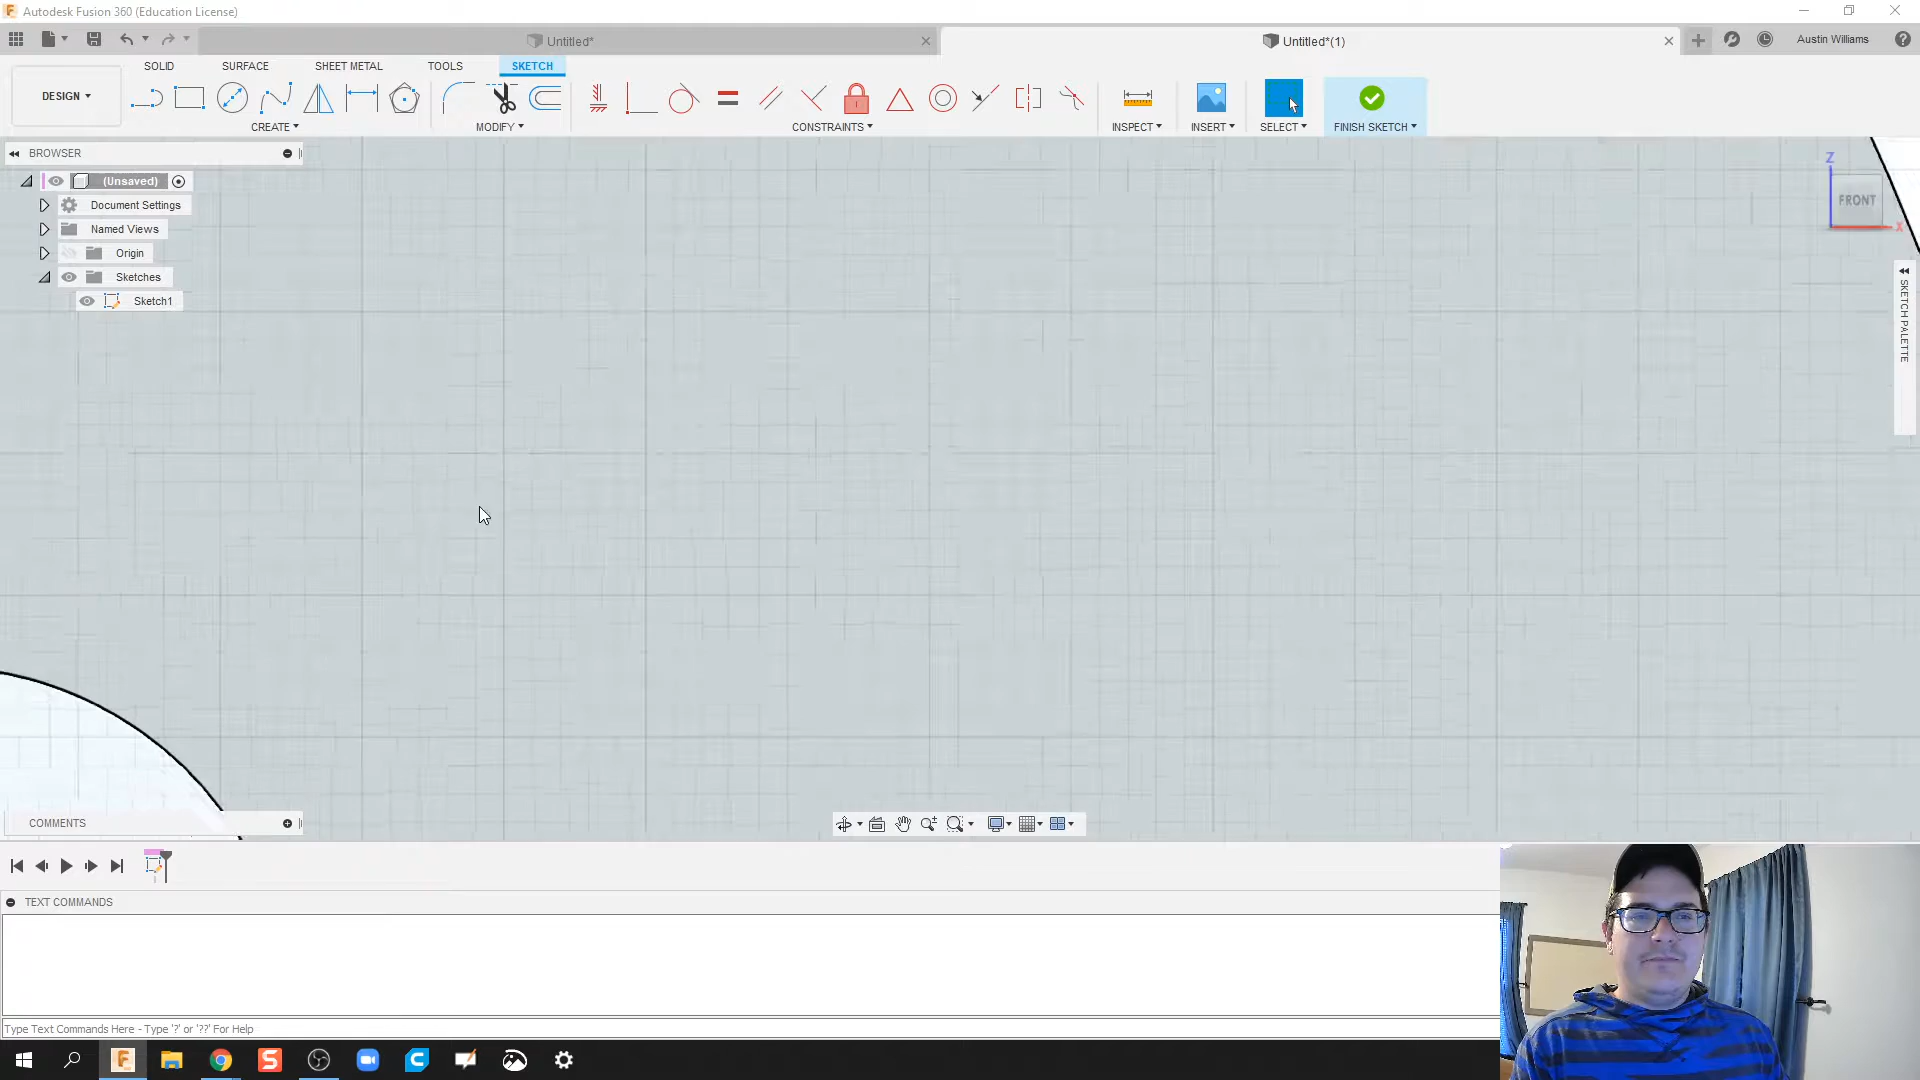 Autodesk Fusion 360 (Education License)
Untitled*
Untitled*(1)
Austin Williams
SOLID
SURFACE
SHEET METAL
TOOLS
SKETCH
DESIGN
CREATE
MODIFY
CONSTRAINTS
INSPECT
INSERT
SELECT
FINISH SKETCH
BROWSER
(Unsaved)
Document Settings
Named Views
Origin
Sketches
Sketch1
Z
FRONT
X
SKETCH PALETTE
COMMENTS
TEXT COMMANDS
Type Text Commands Here - Type '?' or '??' For Help